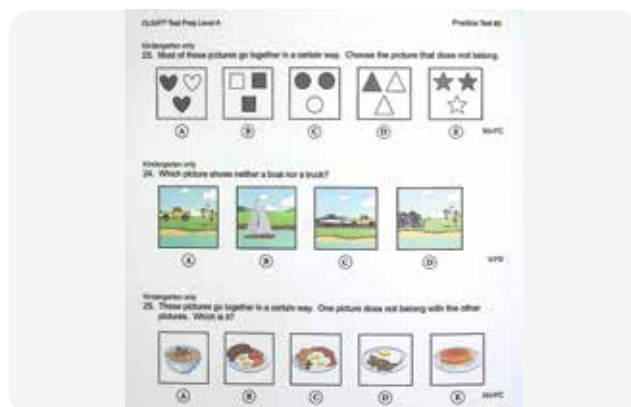 OLSAT® Test Prep Level A Practice Test #2
Kindergarten only
23. Most of these pictures go together in a certain way. Choose the picture that does not belong.
A B C D E
Kindergarten only
24. Which picture shows neither a boat nor a truck?
A B C D
Kindergarten only
25. These pictures go together in a certain way. One picture does not belong with the other
pictures. Which is it?
A B C D E